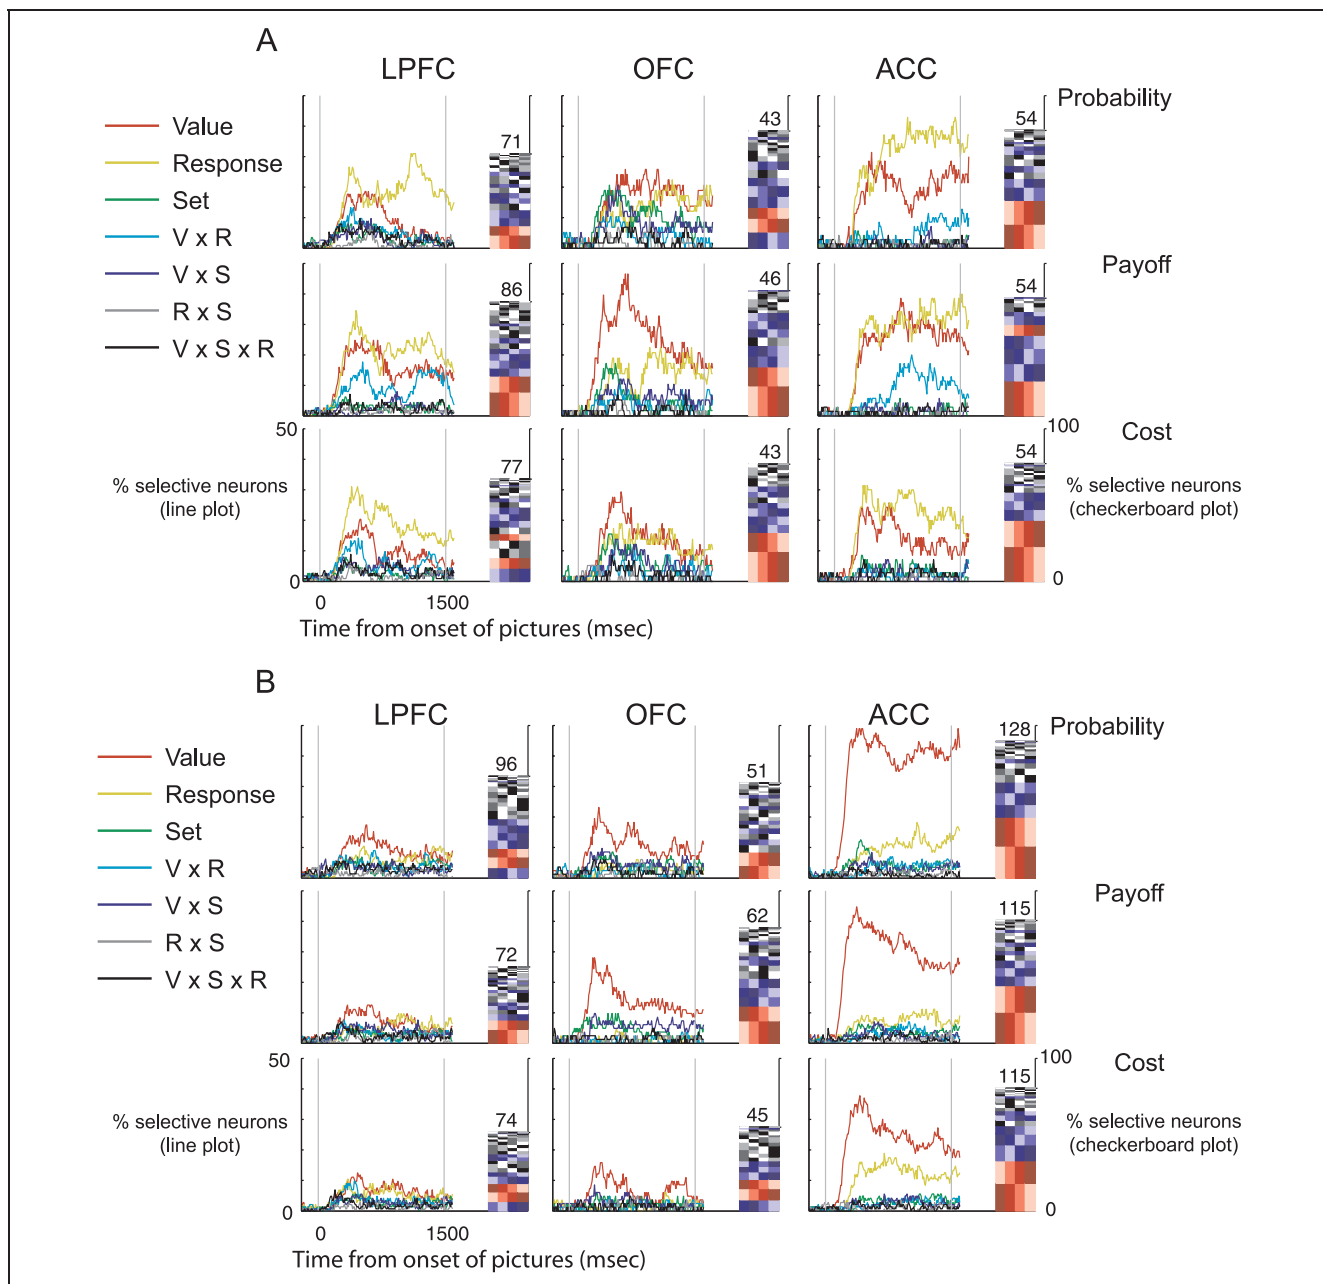 A
LPFC OFC ACC
Probability
Value
Response
Set
V x R
V x S
R x S
V x S x R
71 43 54
Payoff
86 46 54
Cost
50 100
77 43 54
% selective neurons
(line plot)
% selective neurons
(checkerboard plot)
0 0
0 1500
Time from onset of pictures (msec)
B
LPFC OFC ACC
Probability
Value
Response
Set
V x R
V x S
R x S
V x S x R
96 51 128
Payoff
72 62 115
Cost
50 100
74 45 115
% selective neurons
(line plot)
% selective neurons
(checkerboard plot)
0 0
0 1500
Time from onset of pictures (msec)